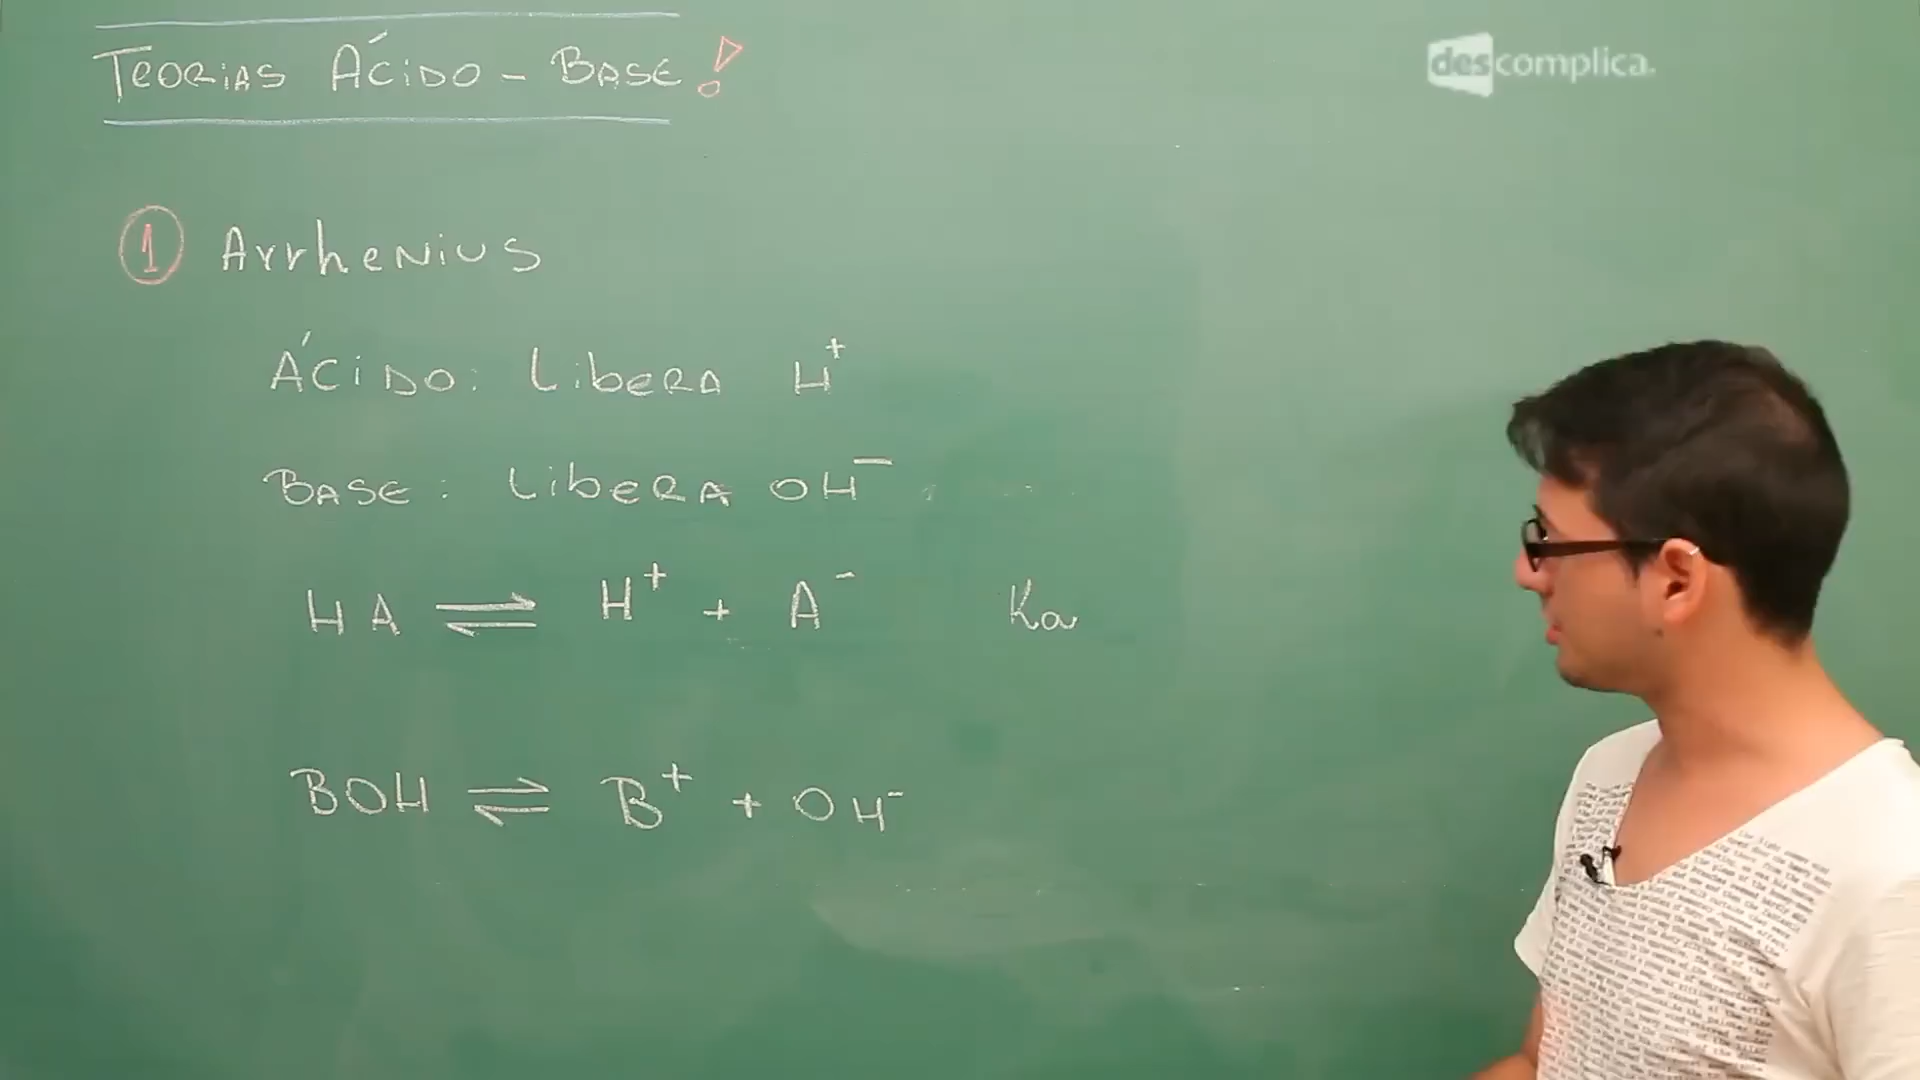 TEORIAS ÁCIDO - BASE!
descomplica.
1 Arrhenius
ÁCIDO: LIBERA H⁺
BASE: LIBERA OH⁻
HA ⇌ H⁺ + A⁻ Ka
BOH ⇌ B⁺ + OH⁻